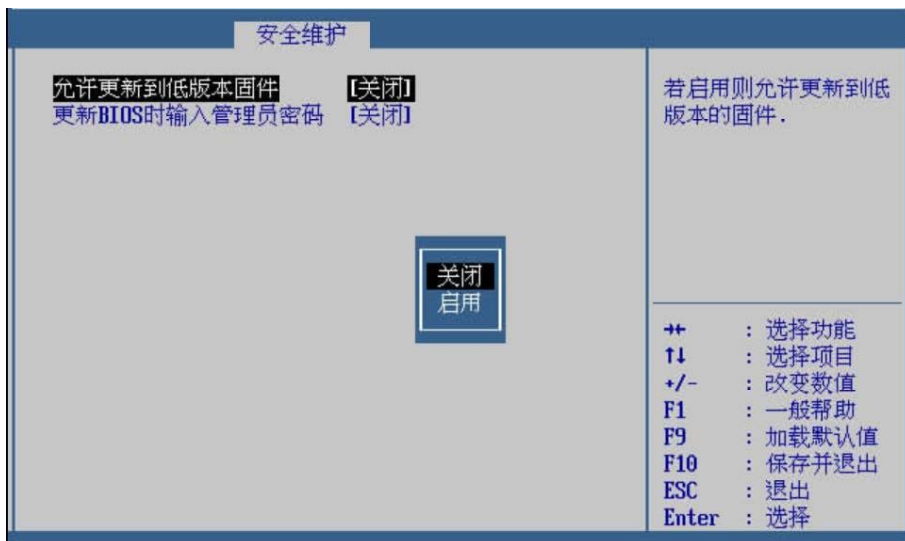 安全维护
允许更新到低版本固件 [关闭]
更新BIOS时输入管理员密码 [关闭]
若启用则允许更新到低
版本的固件.
关闭
启用
→← : 选择功能
↑↓ : 选择项目
+/- : 改变数值
F1 : 一般帮助
F9 : 加载默认值
F10 : 保存并退出
ESC : 退出
Enter : 选择